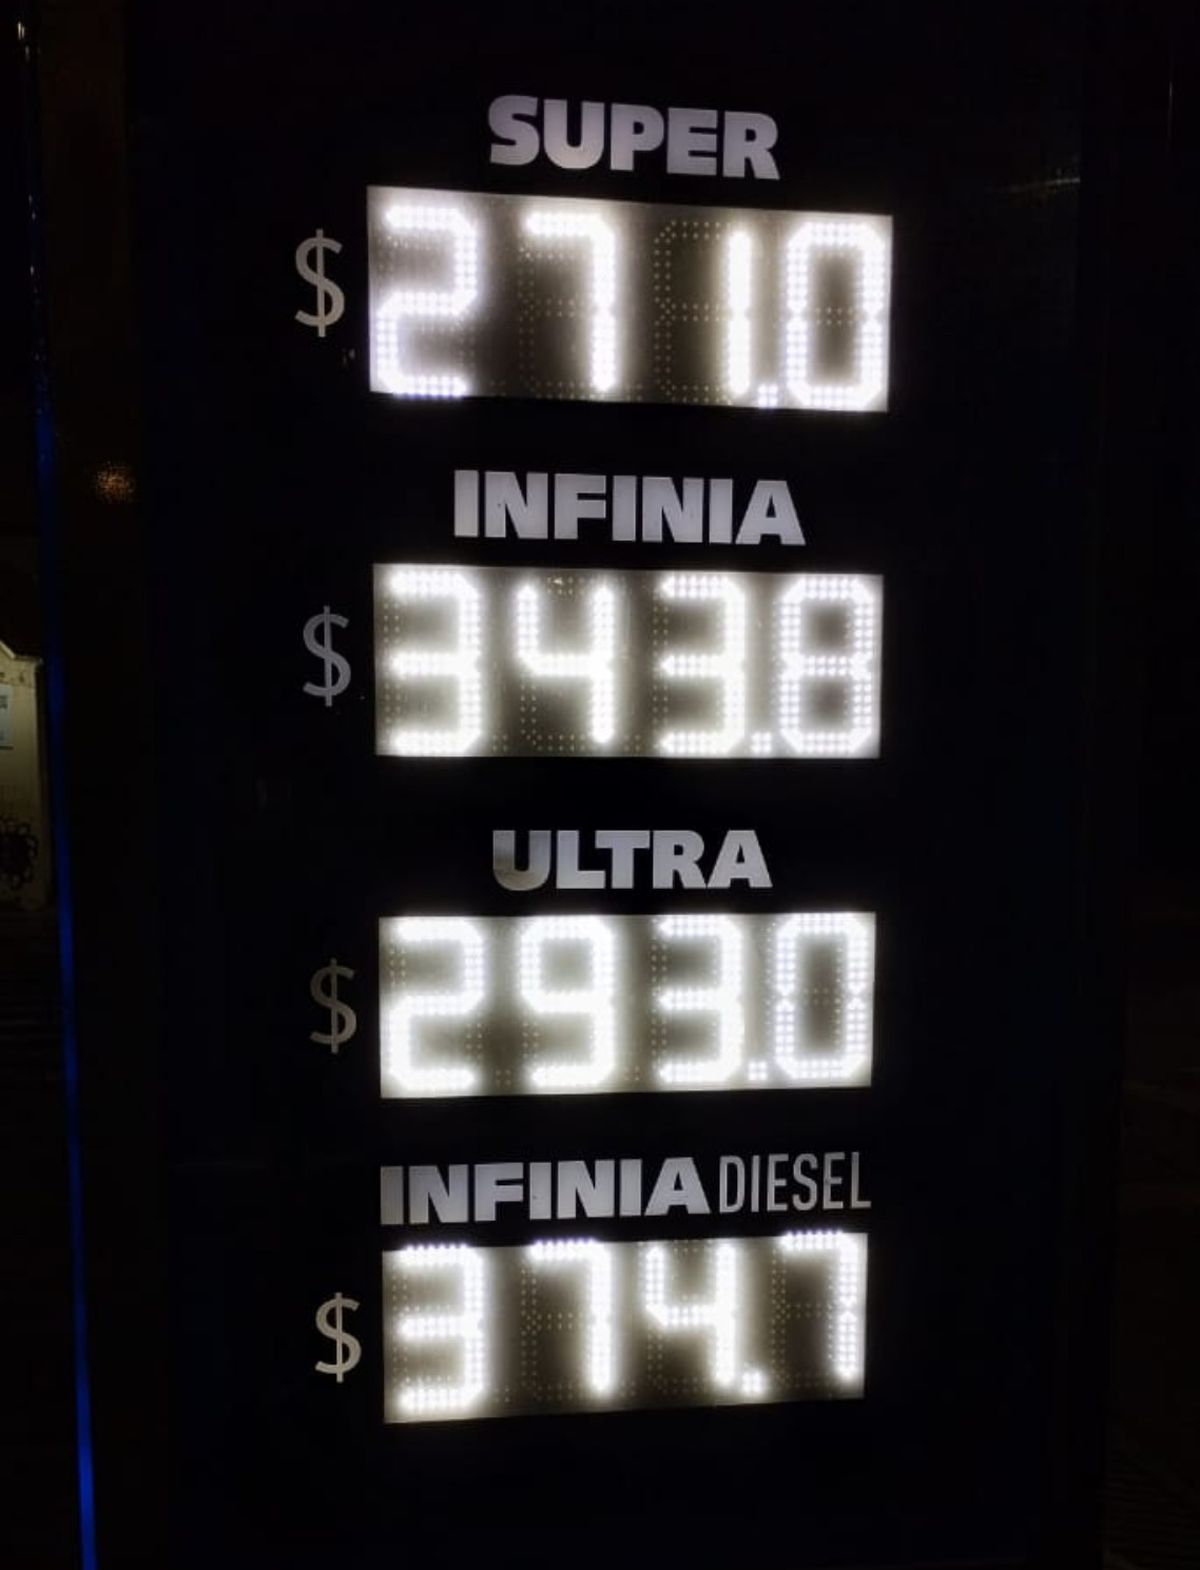 SUPER
$ 271.0
INFINIA
$ 343.8
ULTRA
$ 293.0
INFINIA DIESEL
$ 374.7